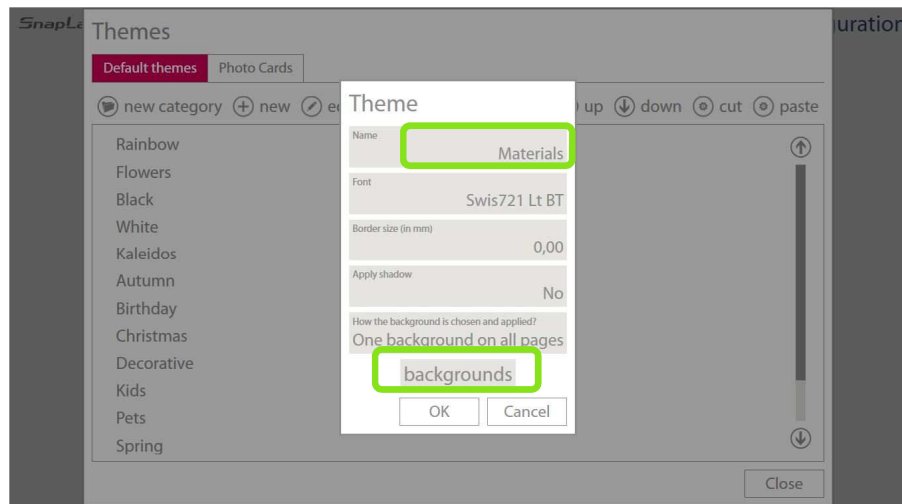 SnapLa
uration
Themes
Default themes
Photo Cards
new category
new
up
down
cut
paste
Rainbow
Flowers
Black
White
Kaleidos
Autumn
Birthday
Christmas
Decorative
Kids
Pets
Spring
Theme
Name
Materials
Font
Swis721 Lt BT
Border size (in mm)
0,00
Apply shadow
No
How the background is chosen and applied?
One background on all pages
backgrounds
OK
Cancel
Close